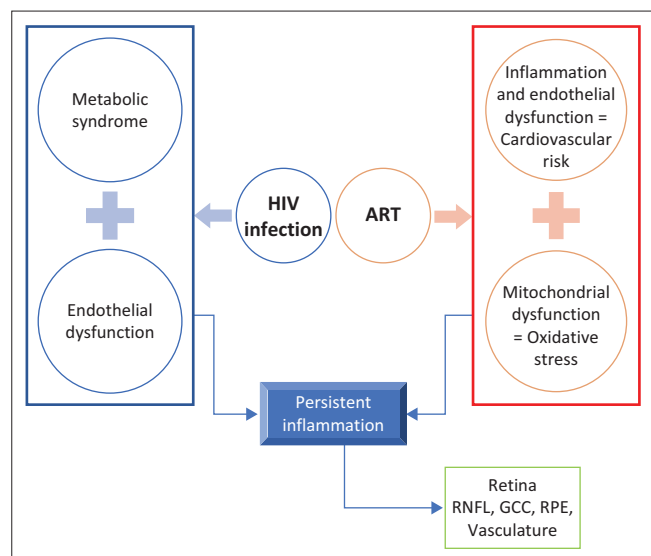 Metabolic
syndrome
Endothelial
dysfunction
HIV
infection
ART
Inflammation
and endothelial
dysfunction =
Cardiovascular
risk
Mitochondrial
dysfunction
= Oxidative
stress
Persistent
inflammation
Retina
RNFL, GCC, RPE,
Vasculature